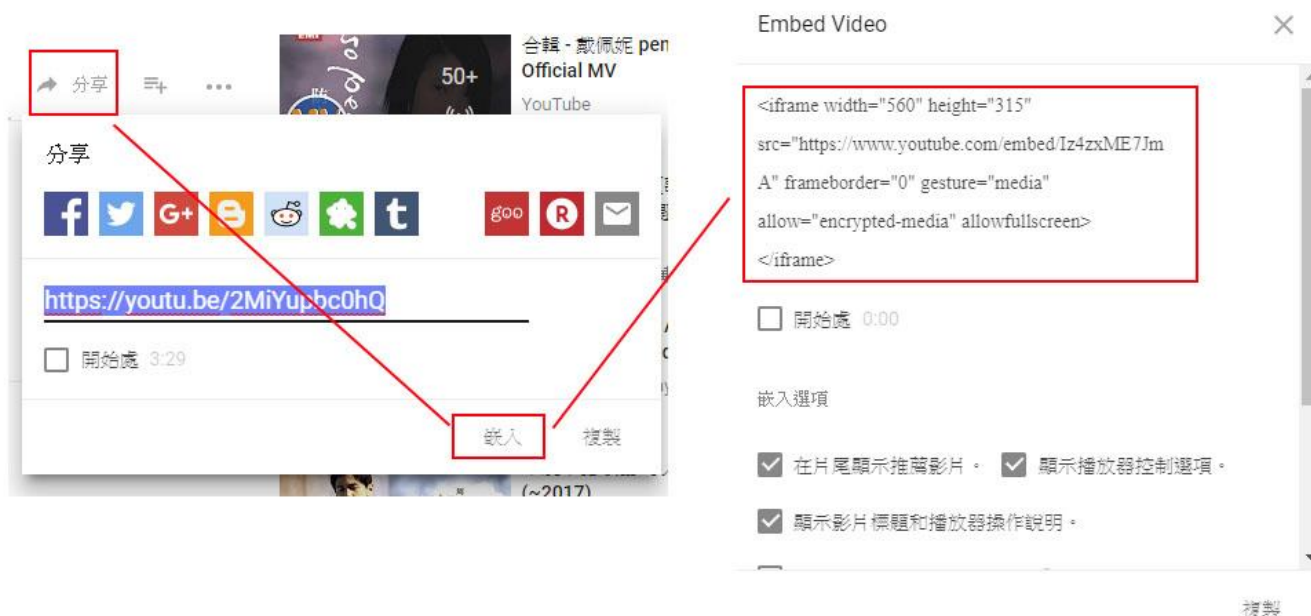 分享
合輯 - 戴佩妮 pen
Official MV
YouTube
50+
分享
f
G+
t
goo
R
https://youtu.be/2MiYupbc0hQ
開始處 3:29
嵌入 複製
(~2017)
Embed Video
<iframe width="560" height="315"
src="https://www.youtube.com/embed/Iz4zxME7Jm
A" frameborder="0" gesture="media"
allow="encrypted-media" allowfullscreen>
</iframe>
開始處 0:00
嵌入選項
在片尾顯示推薦影片。 顯示播放器控制選項。
顯示影片標題和播放器操作說明。
複製